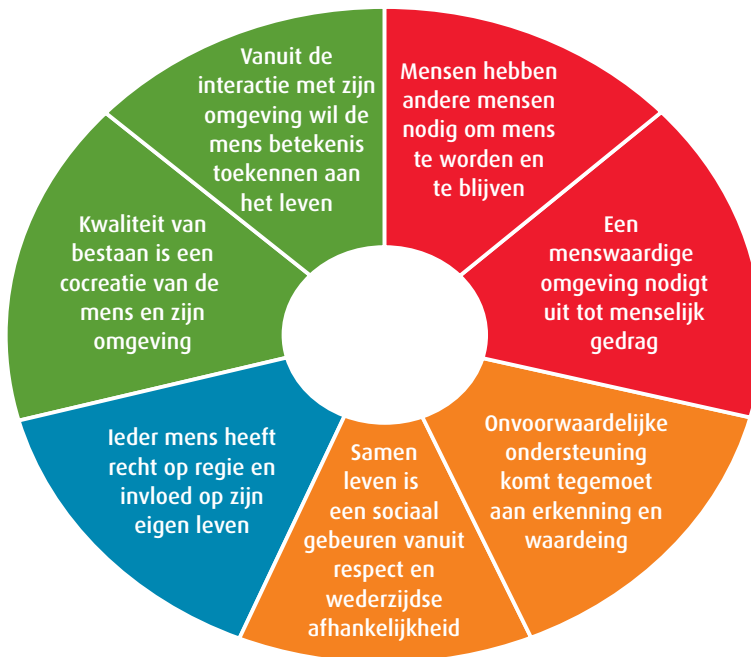 Vanuit de
interactie met zijn
omgeving wil de
mens betekenis
toekennen aan
het leven
Mensen hebben
andere mensen
nodig om mens
te worden en
te blijven
Een
menswaardige
omgeving nodigt
uit tot menselijk
gedrag
Onvoorwaardelijke
ondersteuning
komt tegemoet
aan erkenning en
waardeing
Samen
leven is
een sociaal
gebeuren vanuit
respect en
wederzijdse
afhankelijkheid
Ieder mens heeft
recht op regie en
invloed op zijn
eigen leven
Kwaliteit van
bestaan is een
cocreatie van de
mens en zijn
omgeving